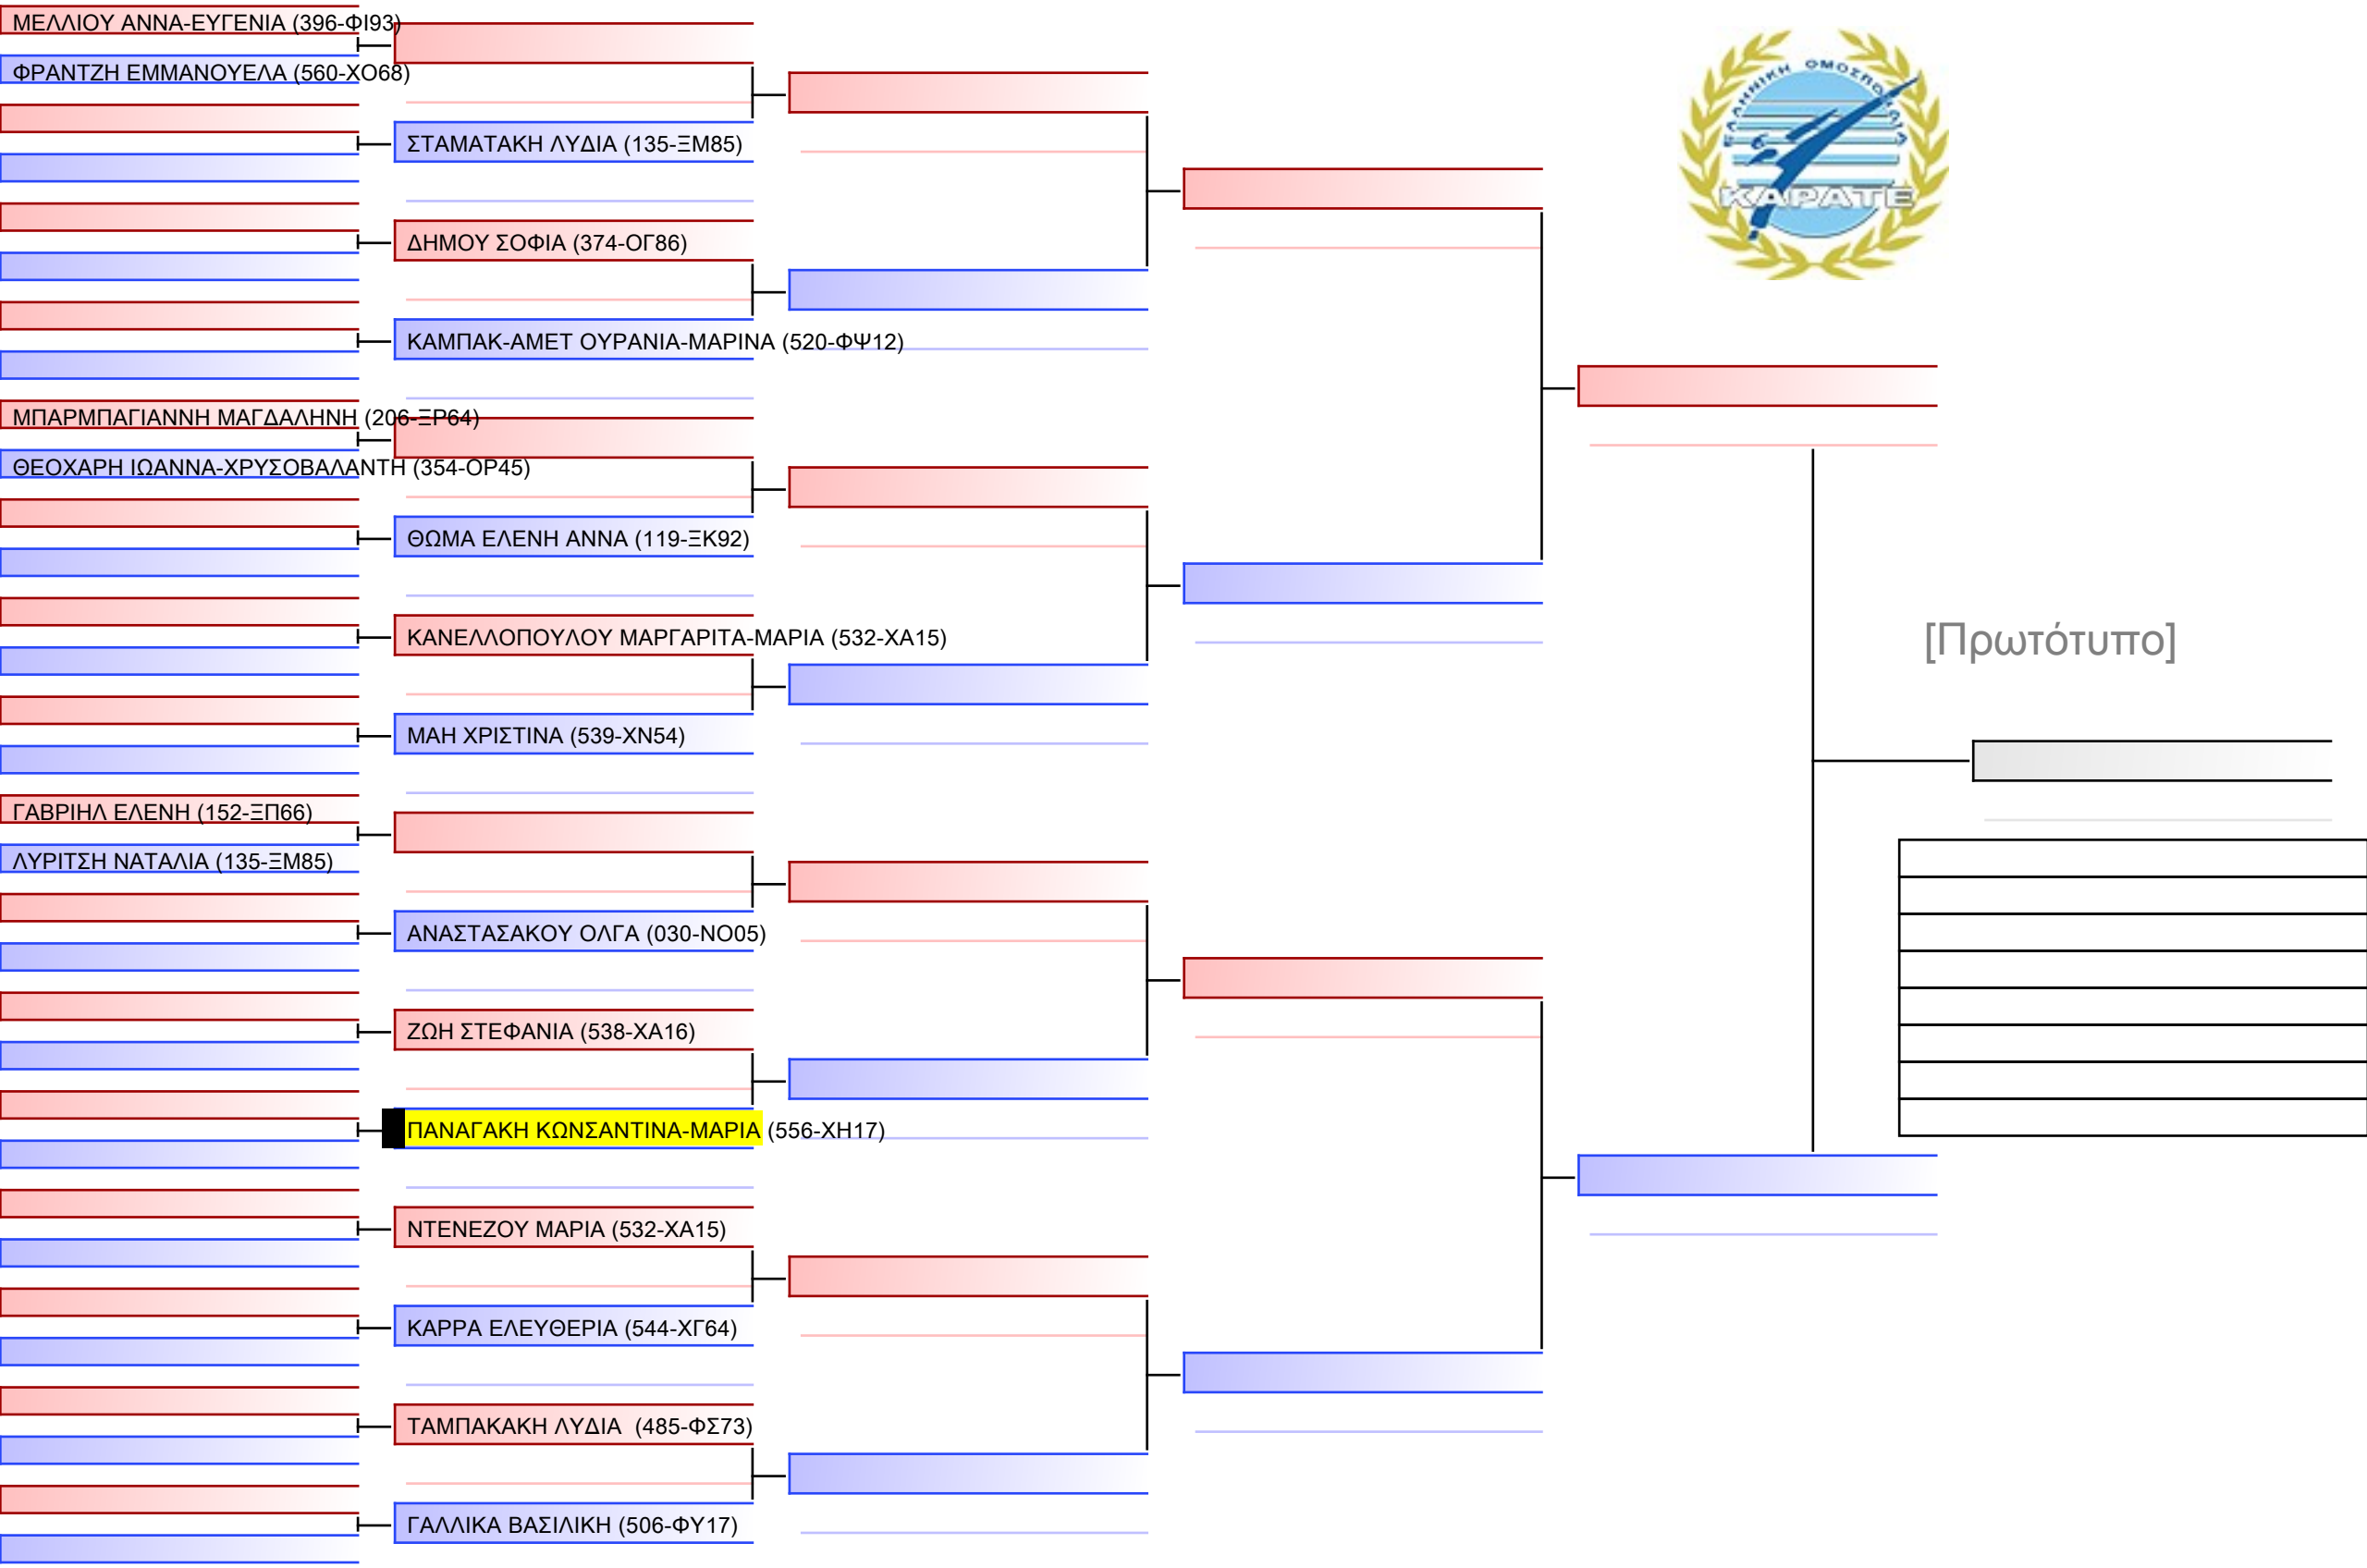 ΜΕΛΛΙΟΥ ΑΝΝΑ-ΕΥΓΕΝΙΑ (396-ΦΙ93)
ΦΡΑΝΤΖΗ ΕΜΜΑΝΟΥΕΛΑ (560-ΧΟ68)
ΣΤΑΜΑΤΑΚΗ ΛΥΔΙΑ (135-ΞΜ85)
ΔΗΜΟΥ ΣΟΦΙΑ (374-ΟΓ86)
ΚΑΜΠΑΚ-ΑΜΕΤ ΟΥΡΑΝΙΑ-ΜΑΡΙΝΑ (520-ΦΨ12)
ΜΠΑΡΜΠΑΓΙΑΝΝΗ ΜΑΓΔΑΛΗΝΗ (206-ΞΡ64)
ΘΕΟΧΑΡΗ ΙΩΑΝΝΑ-ΧΡΥΣΟΒΑΛΑΝΤΗ (354-ΟΡ45)
ΘΩΜΑ ΕΛΕΝΗ ΑΝΝΑ (119-ΞΚ92)
ΚΑΝΕΛΛΟΠΟΥΛΟΥ ΜΑΡΓΑΡΙΤΑ-ΜΑΡΙΑ (532-ΧΑ15)
ΜΑΗ ΧΡΙΣΤΙΝΑ (539-ΧΝ54)
ΓΑΒΡΙΗΛ ΕΛΕΝΗ (152-ΞΠ66)
ΛΥΡΙΤΣΗ ΝΑΤΑΛΙΑ (135-ΞΜ85)
ΑΝΑΣΤΑΣΑΚΟΥ ΟΛΓΑ (030-ΝΟ05)
ΖΩΗ ΣΤΕΦΑΝΙΑ (538-ΧΑ16)
ΠΑΝΑΓΑΚΗ ΚΩΝΣΑΝΤΙΝΑ-ΜΑΡΙΑ (556-ΧΗ17)
ΝΤΕΝΕΖΟΥ ΜΑΡΙΑ (532-ΧΑ15)
ΚΑΡΡΑ ΕΛΕΥΘΕΡΙΑ (544-ΧΓ64)
ΤΑΜΠΑΚΑΚΗ ΛΥΔΙΑ (485-ΦΣ73)
ΓΑΛΛΙΚΑ ΒΑΣΙΛΙΚΗ (506-ΦΥ17)
ΕΛΛΗΝΙΚΗ ΟΜΟΣΠΟΝΔΙΑ
ΚΑΡΑΤΕ
[Πρωτότυπο]